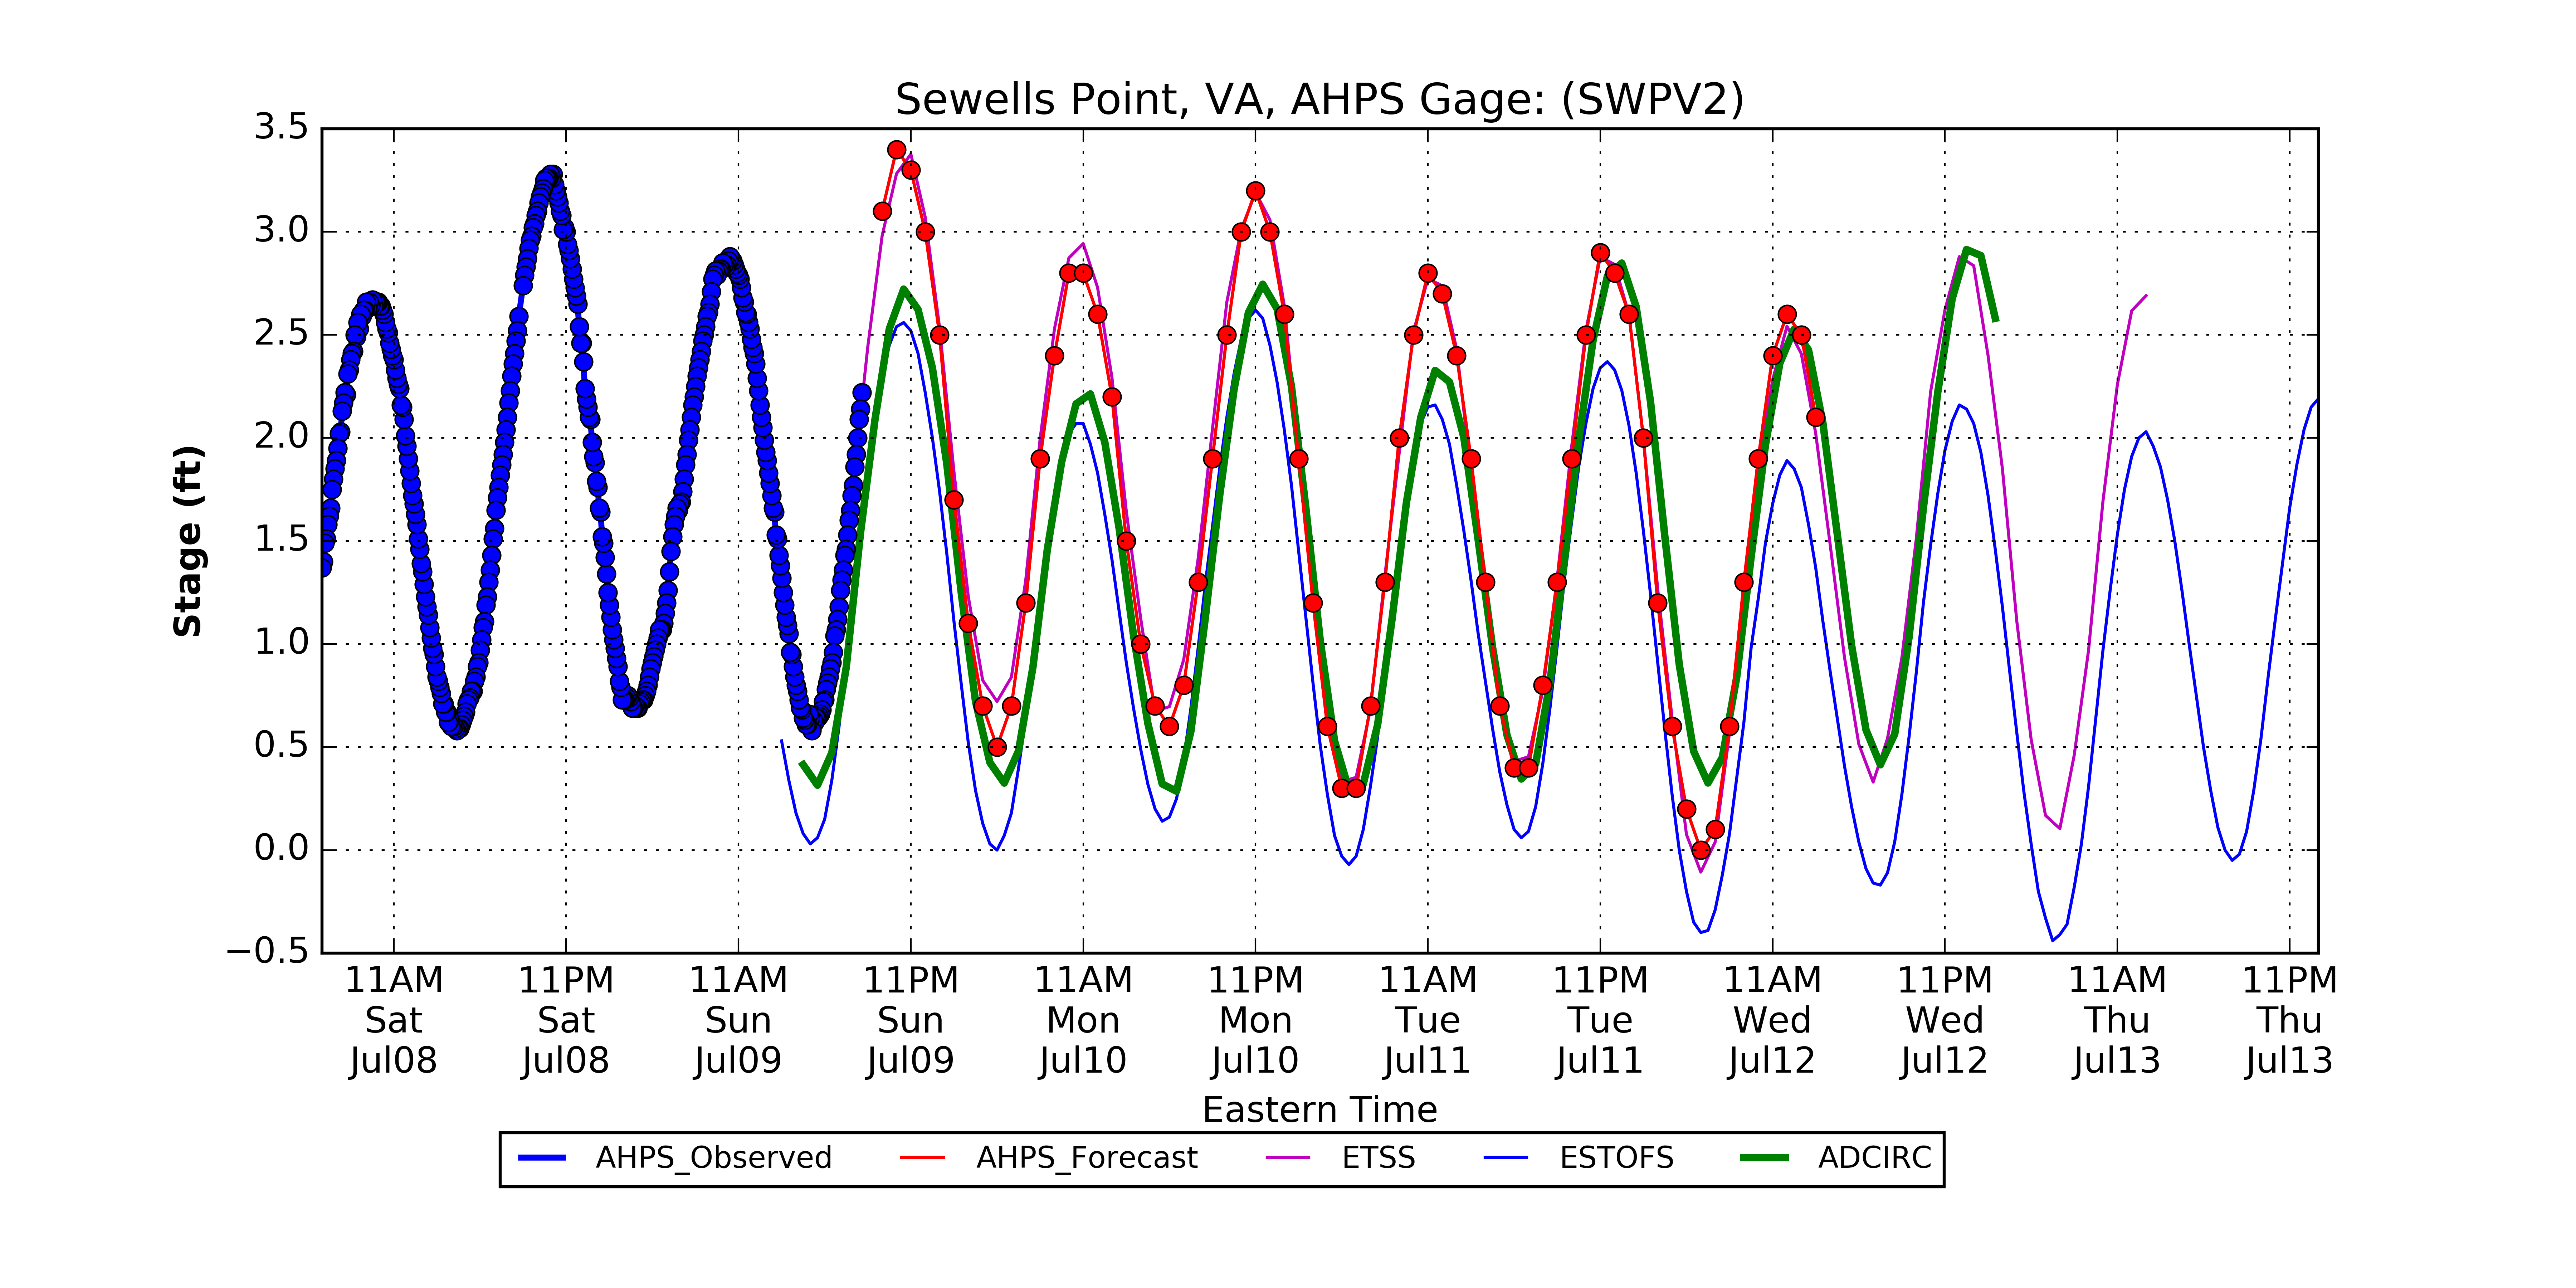 Sewells Point, VA, AHPS Gage: (SWPV2)
3.5
3.0
2.5
2.0
1.5
1.0
0.5
0.0
−0.5
Stage (ft)
11AM 11PM 11AM 11PM 11AM 11PM 11AM 11PM 11AM 11PM 11AM 11PM
Sat Sat Sun Sun Mon Mon Tue Tue Wed Wed Thu Thu
Jul08 Jul08 Jul09 Jul09 Jul10 Jul10 Jul11 Jul11 Jul12 Jul12 Jul13 Jul13
Eastern Time
AHPS_Observed AHPS_Forecast ETSS ESTOFS ADCIRC